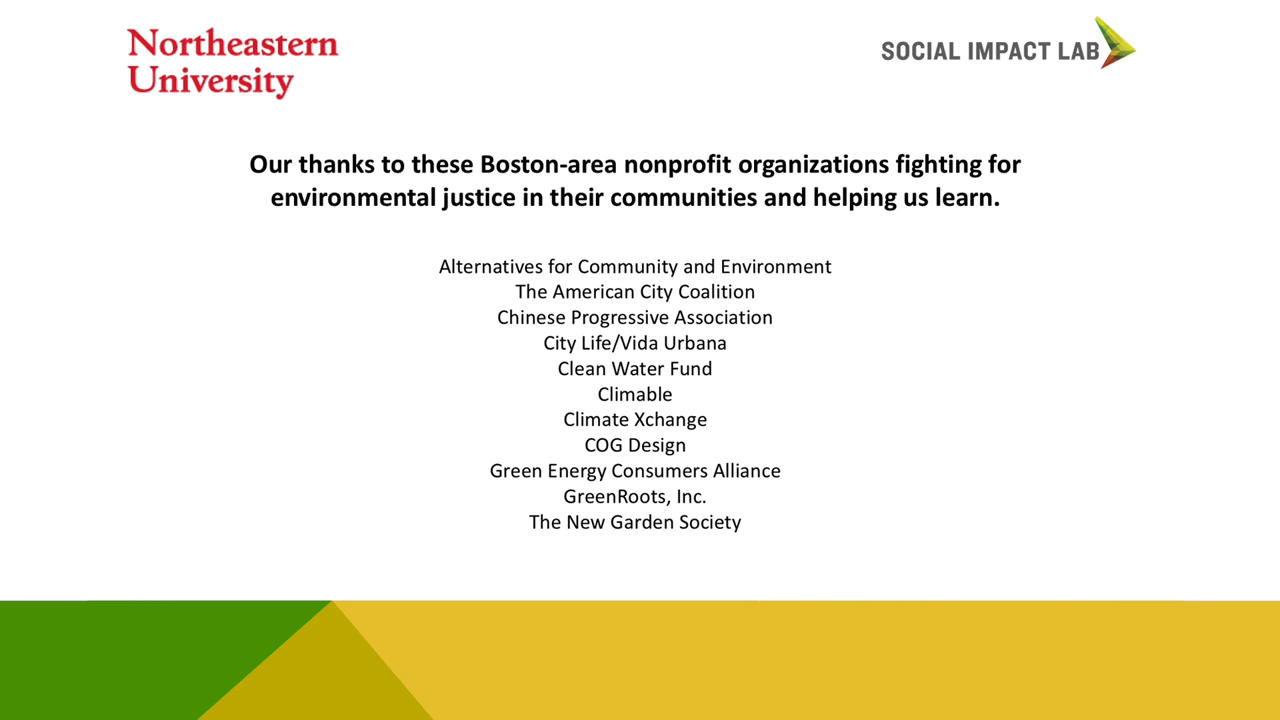 Northeastern
University
SOCIAL IMPACT LAB
Our thanks to these Boston-area nonprofit organizations fighting for
environmental justice in their communities and helping us learn.
Alternatives for Community and Environment
The American City Coalition
Chinese Progressive Association
City Life/Vida Urbana
Clean Water Fund
Climable
Climate Xchange
COG Design
Green Energy Consumers Alliance
GreenRoots, Inc.
The New Garden Society